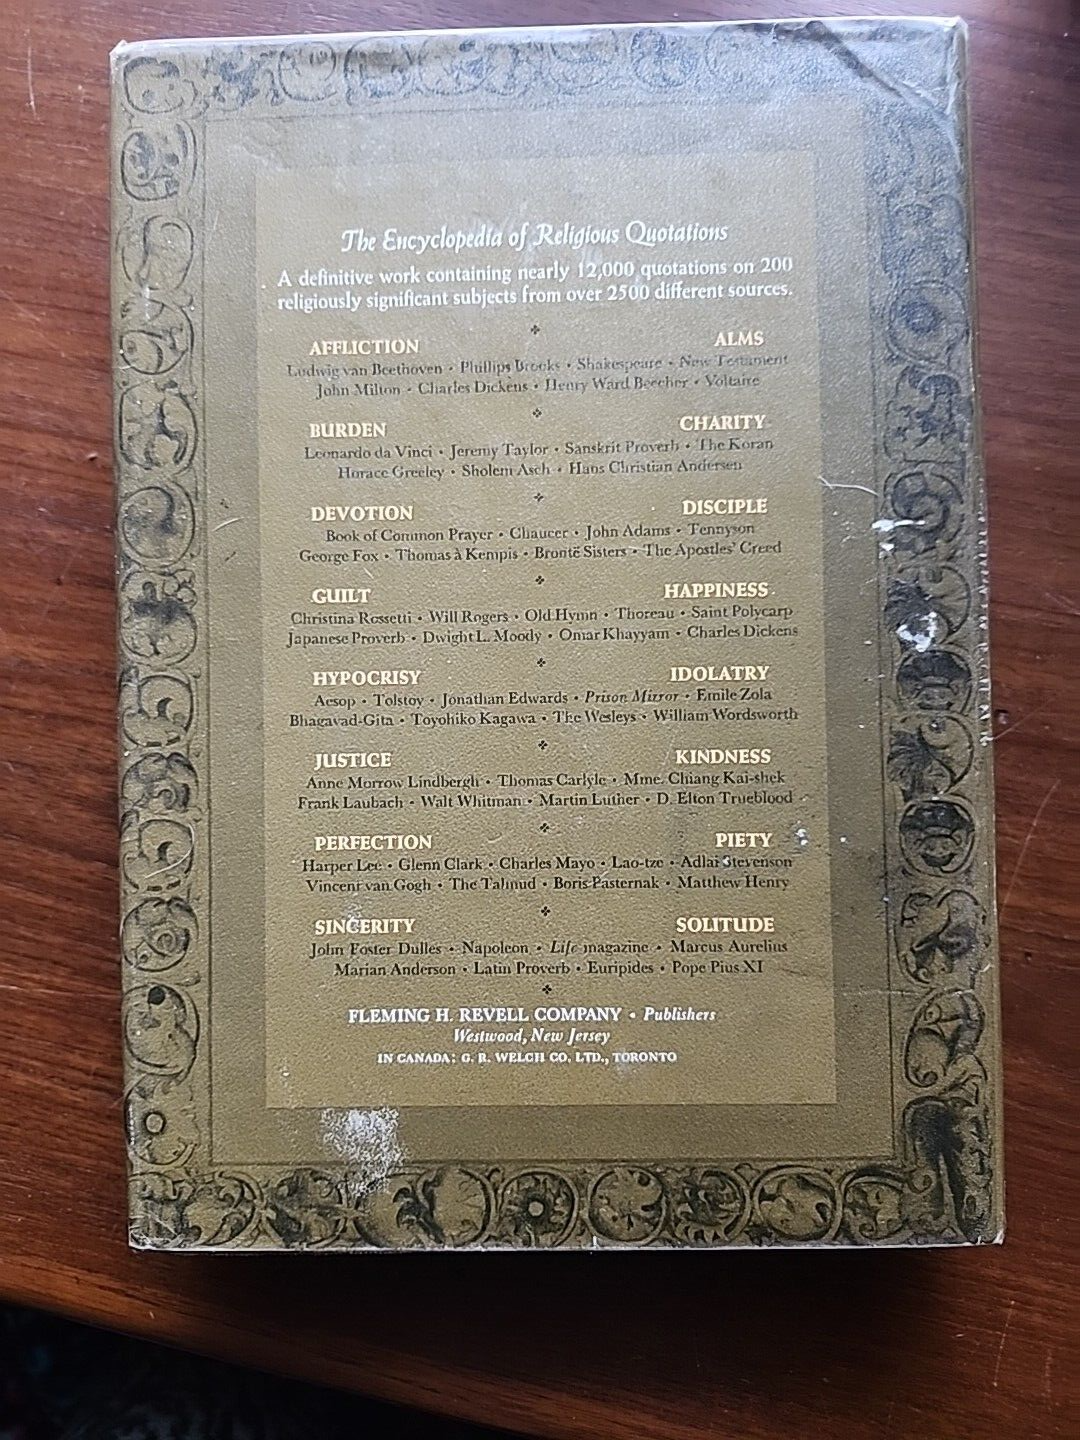 The Encyclopedia of Religious Quotations
A definitive work containing nearly 12,000 quotations on 200
religiously significant subjects from over 2500 different sources.
AFFLICTION ALMS
Ludwig van Beethoven • Phillips Brooks • Shakespeare • New Testament
John Milton • Charles Dickens • Henry Ward Beecher • Voltaire
BURDEN CHARITY
Leonardo da Vinci • Jeremy Taylor • Sanskrit Proverb • The Koran
Horace Greeley • Sholem Asch • Hans Christian Andersen
DEVOTION DISCIPLE
Book of Common Prayer • Chaucer • John Adams • Tennyson
George Fox • Thomas à Kempis • Brontë Sisters • The Apostles' Creed
GUILT HAPPINESS
Christina Rossetti • Will Rogers • Old Hymn • Thoreau • Saint Polycarp
Japanese Proverb • Dwight L. Moody • Omar Khayyam • Charles Dickens
HYPOCRISY IDOLATRY
Aesop • Tolstoy • Jonathan Edwards • Prison Mirror • Emile Zola
Bhagavad-Gita • Toyohiko Kagawa • The Wesleys • William Wordsworth
JUSTICE KINDNESS
Anne Morrow Lindbergh • Thomas Carlyle • Mme. Chiang Kai-shek
Frank Laubach • Walt Whitman • Martin Luther • D. Elton Trueblood
PERFECTION PIETY
Harper Lee • Glenn Clark • Charles Mayo • Lao-tze • Adlai Stevenson
Vincent van Gogh • The Talmud • Boris Pasternak • Matthew Henry
SINCERITY SOLITUDE
John Foster Dulles • Napoleon • Life magazine • Marcus Aurelius
Marian Anderson • Latin Proverb • Euripides • Pope Pius XI
FLEMING H. REVELL COMPANY • Publishers
Westwood, New Jersey
IN CANADA: G. R. WELCH CO. LTD., TORONTO